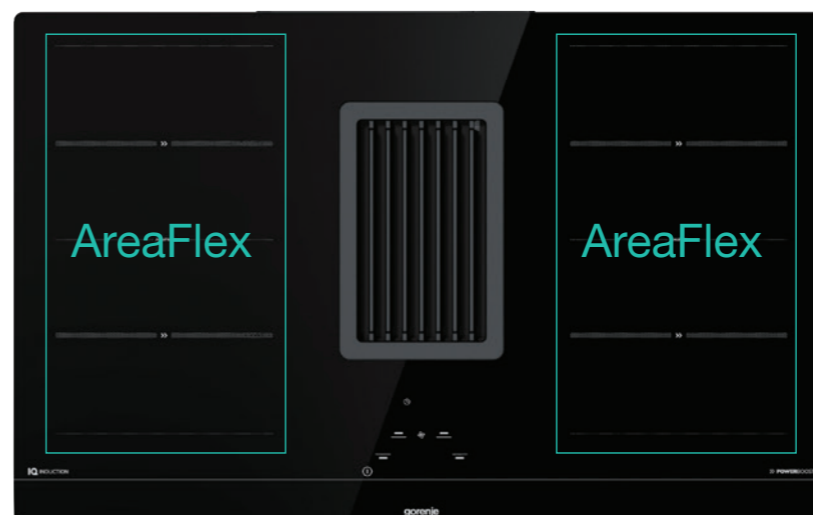 AreaFlex
AreaFlex
IQ INDUCTION
POWERBOOST
gorenje